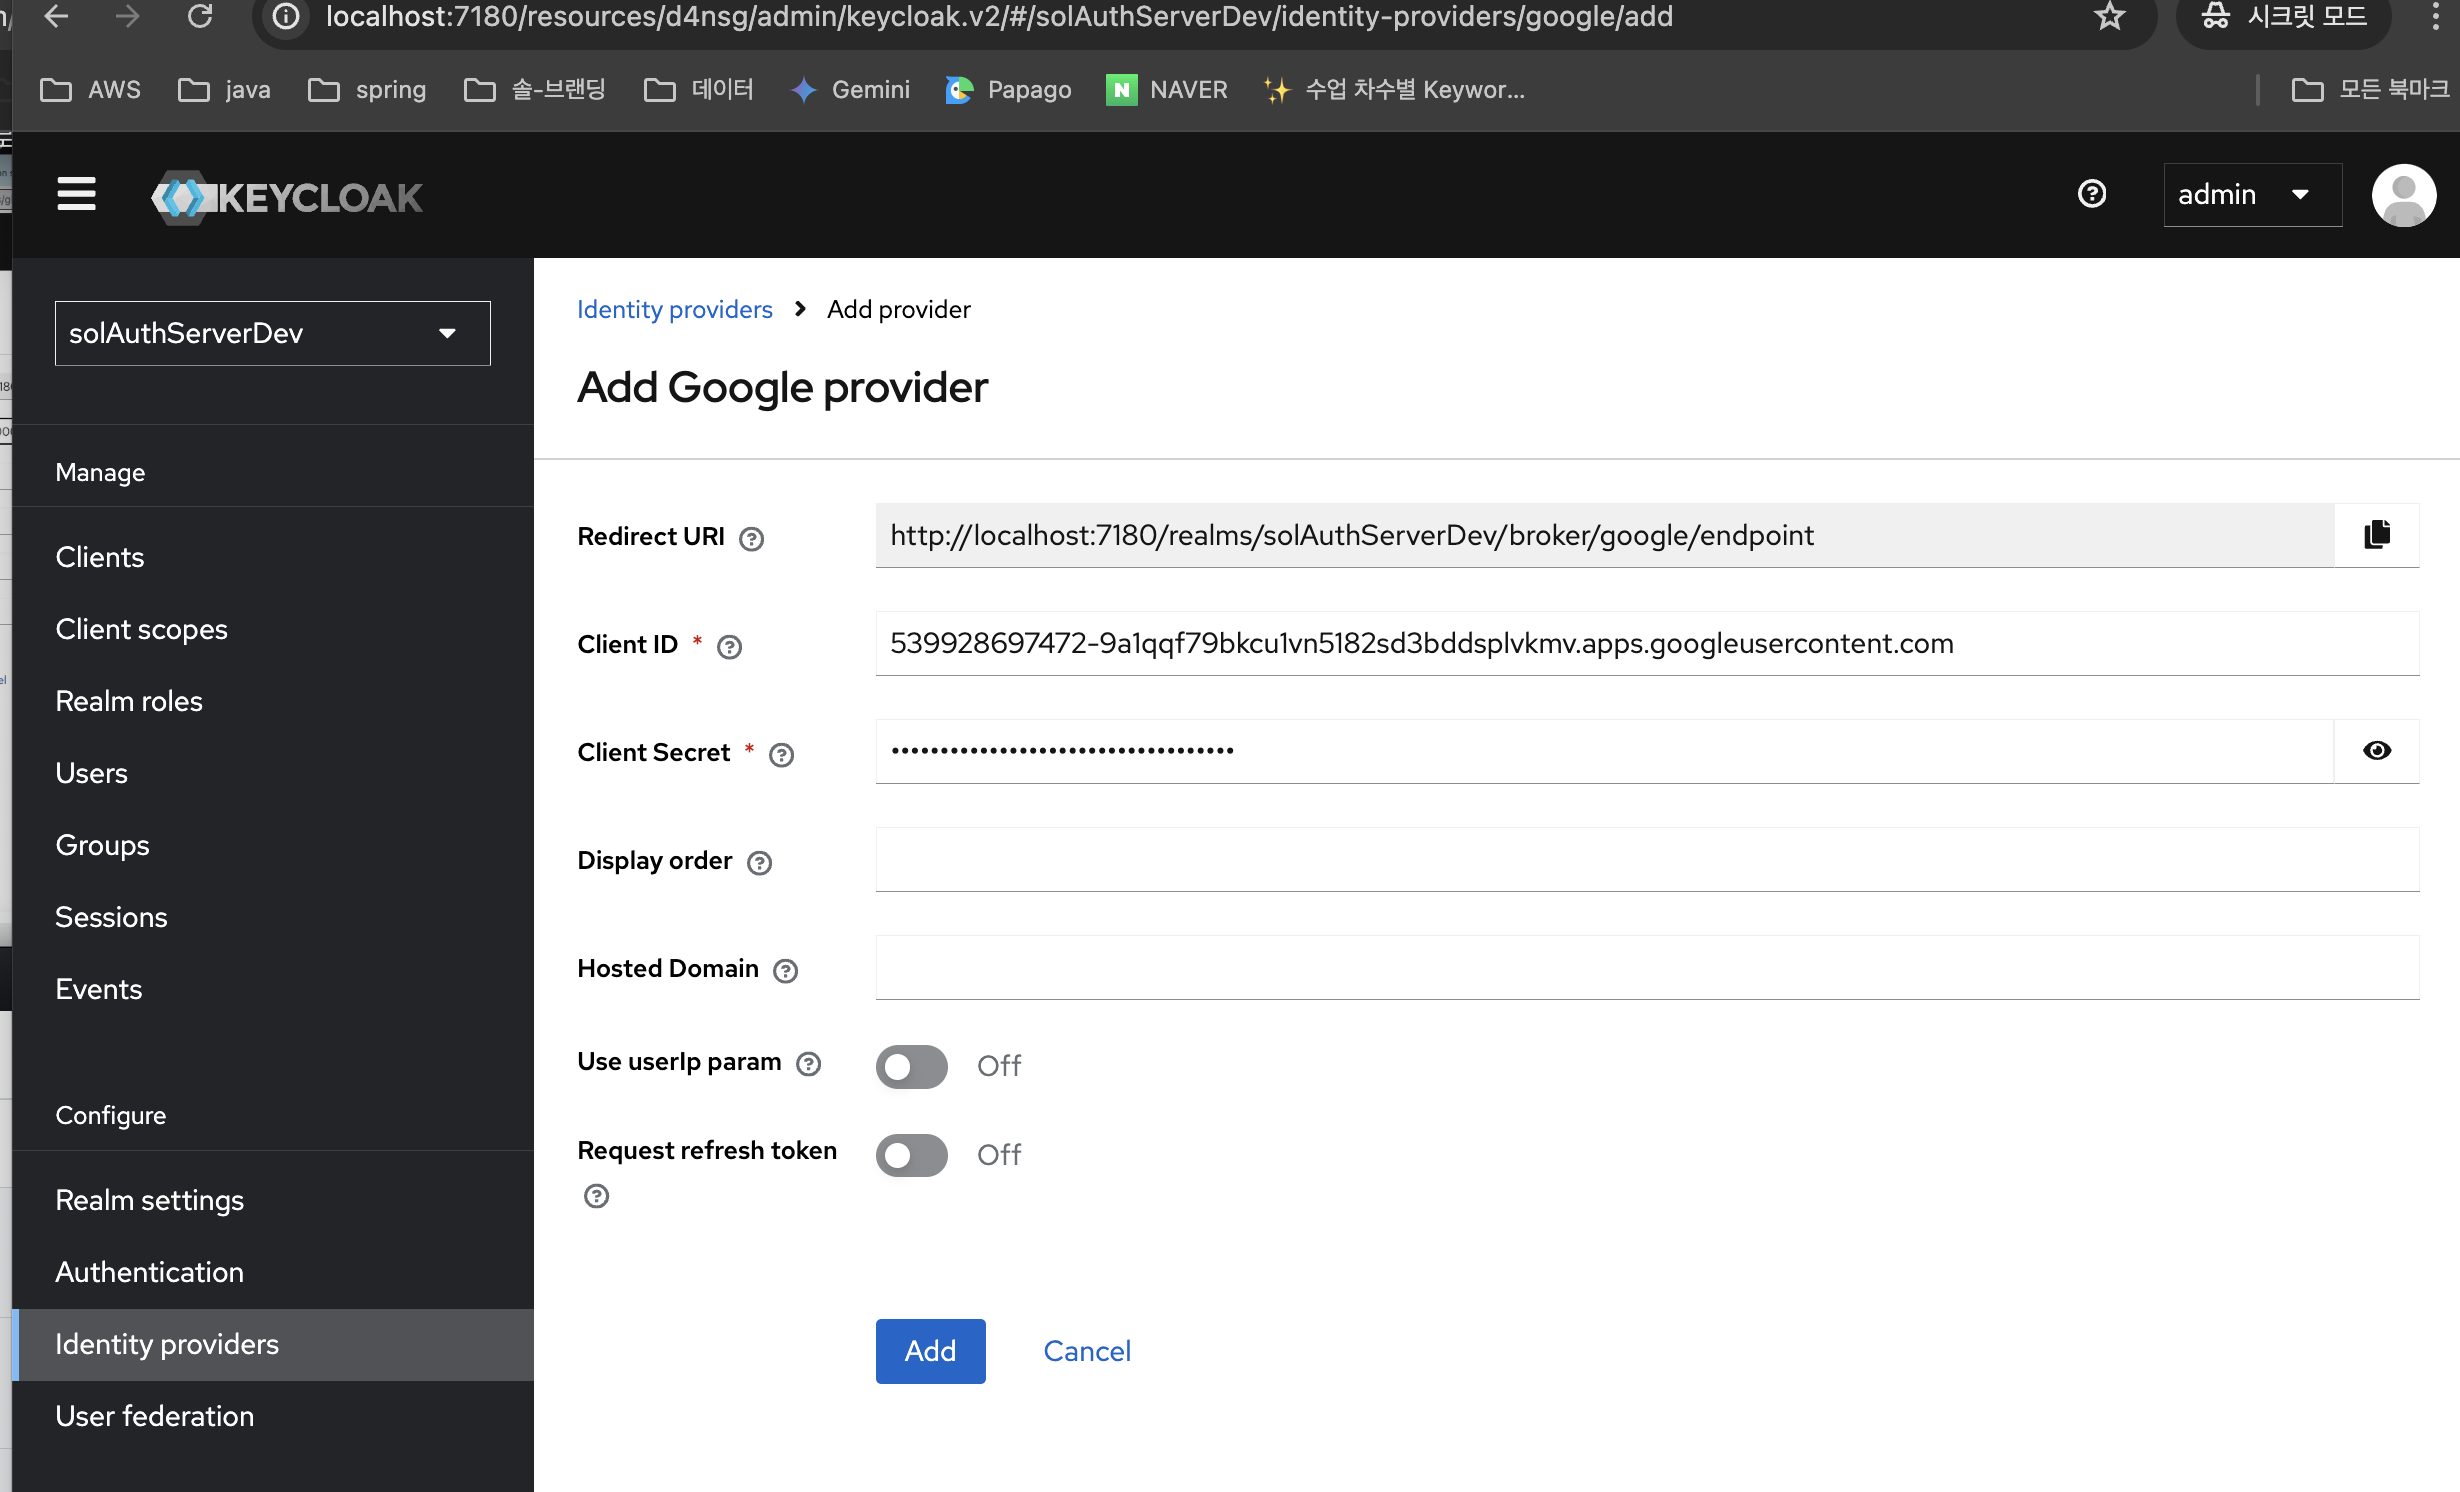 localhost:7180/resources/d4nsg/admin/keycloak.v2/#/solAuthServerDev/identity-providers/google/add
시크릿 모드
AWS java spring 솔-브랜딩 데이터 Gemini Papago NAVER 수업 차수별 Keywor... 모든 북마크
KEYCLOAK
admin
solAuthServerDev
Manage
Clients
Client scopes
Realm roles
Users
Groups
Sessions
Events
Configure
Realm settings
Authentication
Identity providers
User federation
Identity providers Add provider
Add Google provider
Redirect URI http://localhost:7180/realms/solAuthServerDev/broker/google/endpoint
Client ID * 539928697472-9a1qqf79bkcu1vn5182sd3bddsplvkmv.apps.googleusercontent.com
Client Secret * ••••••••••••••••••••••••••••••••••••
Display order
Hosted Domain
Use userIp param Off
Request refresh token Off
Add Cancel